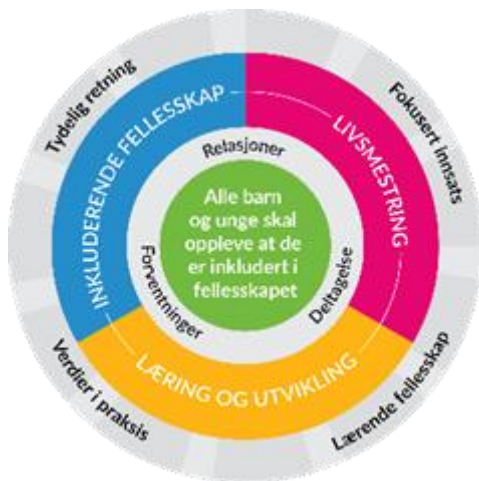 Tydelig retning
Fokusert innsats
INKLUDERENDE FELLESSKAP
LIVSMESTRING
Relasjoner
Alle barn
og unge skal
oppleve at de
er inkludert i
fellesskapet
Forventninger
Deltagelse
LÆRING OG UTVIKLING
Verdier i praksis
Lærende fellesskap